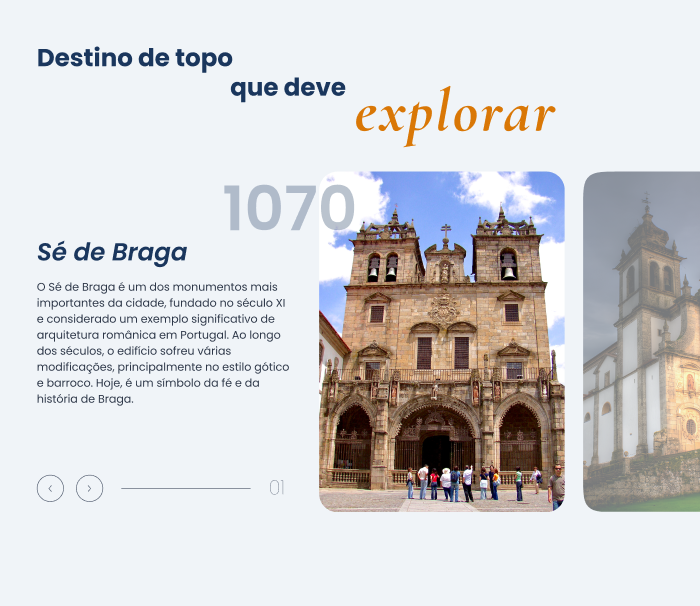 Destino de topo
que deve
explorar
1070
Sé de Braga
O Sé de Braga é um dos monumentos mais
importantes da cidade, fundado no século XI
e considerado um exemplo significativo de
arquitetura românica em Portugal. Ao longo
dos séculos, o edifício sofreu várias
modificações, principalmente no estilo gótico
e barroco. Hoje, é um símbolo da fé e da
história de Braga.
01